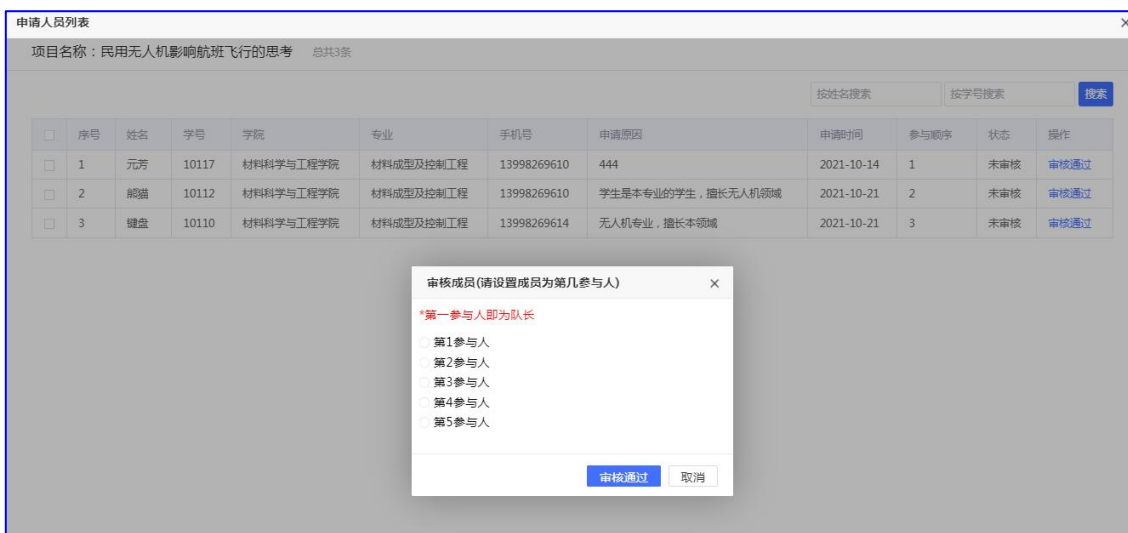 申请人员列表
项目名称：民用无人机影响航班飞行的思考 总共3条
按姓名搜索 按学号搜索 搜索
序号 姓名 学号 学院 专业 手机号 申请原因 申请时间 参与顺序 状态 操作
1 元芳 10117 材料科学与工程学院 材料成型及控制工程 13998269610 444 2021-10-14 1 未审核 审核通过
2 熊猫 10112 材料科学与工程学院 材料成型及控制工程 13998269610 学生是本专业的学生，擅长无人机领域 2021-10-21 2 未审核 审核通过
3 键盘 10110 材料科学与工程学院 材料成型及控制工程 13998269614 无人机专业，擅长本领域 2021-10-21 3 未审核 审核通过
审核成员(请设置成员为第几参与人)
*第一参与人即为队长
第1参与人
第2参与人
第3参与人
第4参与人
第5参与人
审核通过 取消